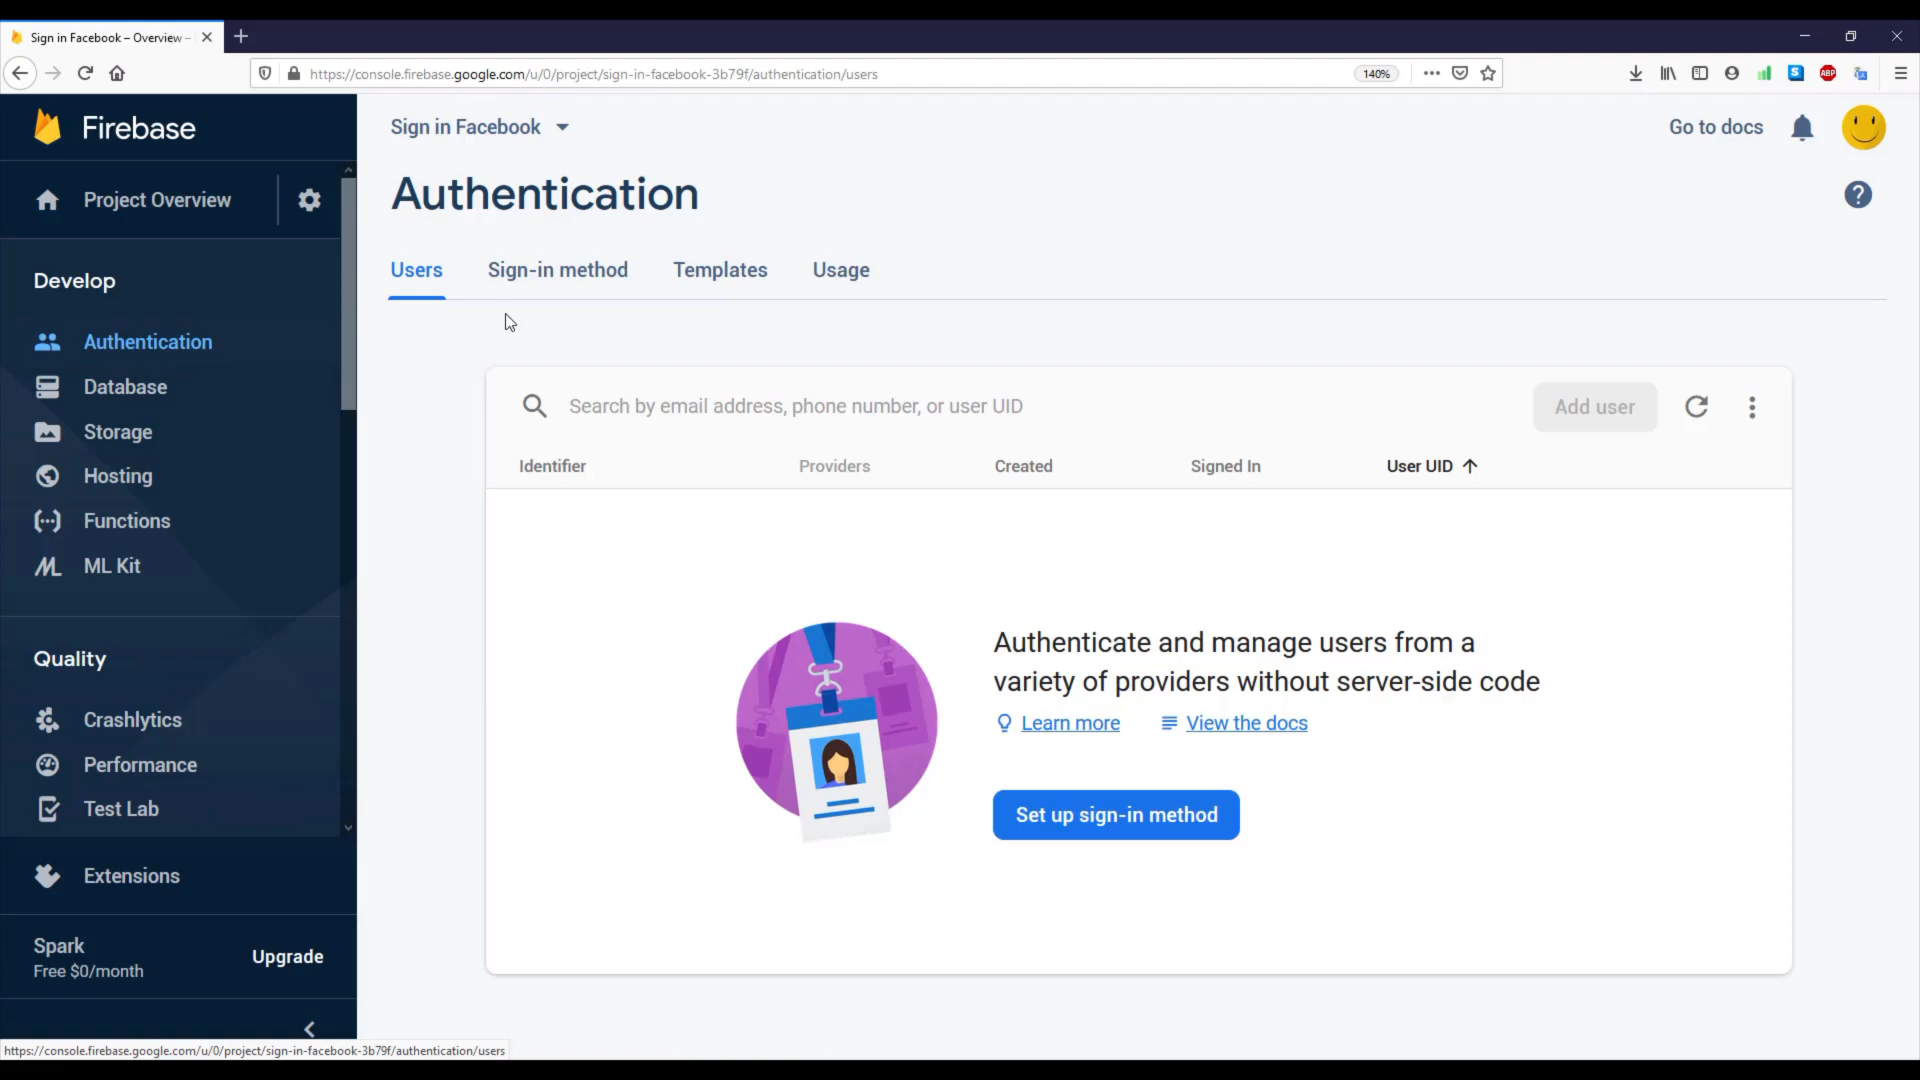 Sign in Facebook – Overview –
https://console.firebase.google.com/u/0/project/sign-in-facebook-3b79f/authentication/users
140%
S
ABP
Firebase
Project Overview
Develop
Authentication
Database
Storage
Hosting
Functions
ML Kit
Quality
Crashlytics
Performance
Test Lab
Extensions
Spark
Free $0/month
Upgrade
Sign in Facebook
Go to docs
Authentication
Users Sign-in method Templates Usage
Search by email address, phone number, or user UID
Add user
Identifier Providers Created Signed In User UID
Authenticate and manage users from a
variety of providers without server-side code
Learn more View the docs
Set up sign-in method
https://console.firebase.google.com/u/0/project/sign-in-facebook-3b79f/authentication/users